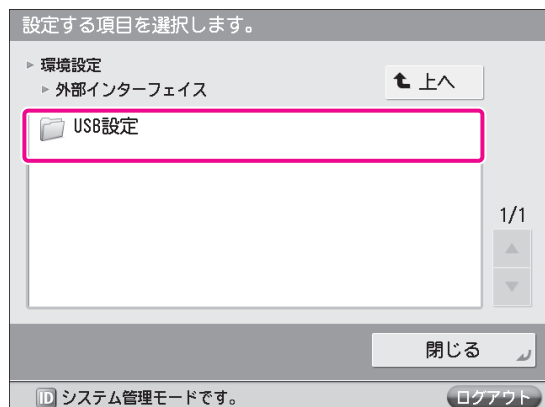 設定する項目を選択します。
環境設定
外部インターフェイス
上へ
USB設定
1/1
閉じる
ID システム管理モードです。
ログアウト